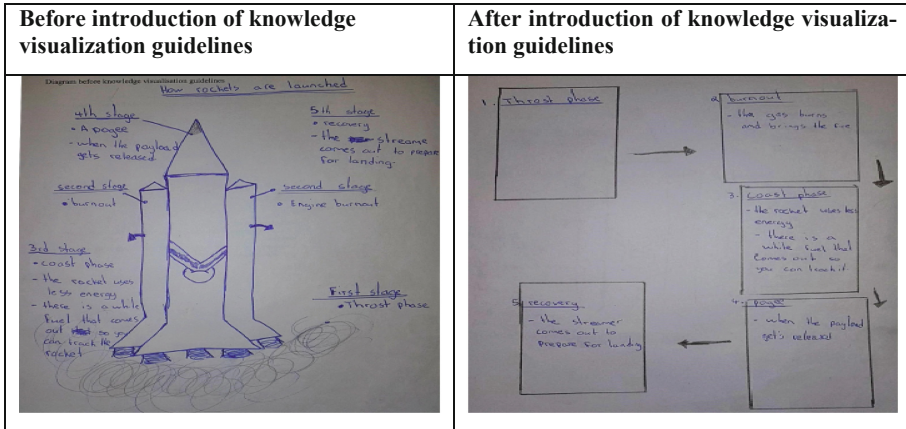 Before introduction of knowledge
visualization guidelines
After introduction of knowledge visualiza-
tion guidelines
Diagram before knowledge visualisation guidelines
How rockets are launched
4th stage
• A pogee
- when the payload
gets released
5th stage
• recovery
- the streame
comes out to prepare
for landing.
second stage
• burnout
second stage
• Engine burnout
3rd stage
• coast phase
- the rocket uses
less energy
- there is a while
fuel that comes
out so you
can track the
rocket
First stage
• Throst phase
1. Throst phase
2. burnout
- the gas burns
and brings the fire
3. Coast phase
- the rocket uses less
energy
- there is a
while fuel that
comes out so
you can track it
4. pogee
- when the payload
get's released
5. recovery
- the streamer
comes out to
prepare for landig